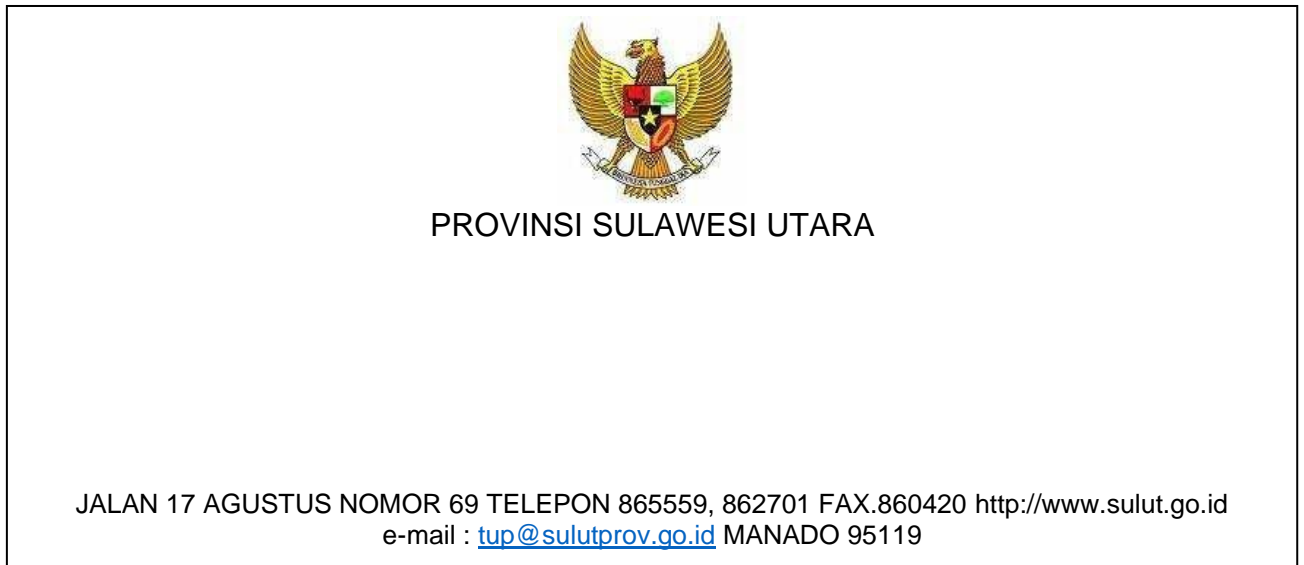 PROVINSI SULAWESI UTARA
JALAN 17 AGUSTUS NOMOR 69 TELEPON 865559, 862701 FAX.860420 http://www.sulut.go.id
e-mail : tup@sulutprov.go.id MANADO 95119